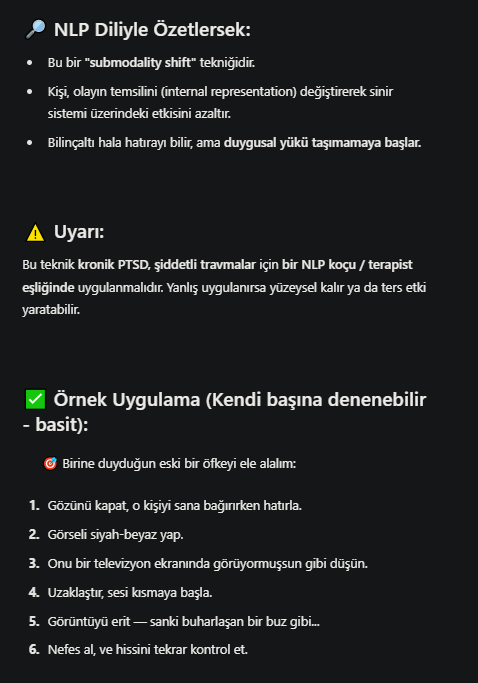 🔎 NLP Diliyle Özetlersek:
• Bu bir "submodality shift" tekniğidir.
• Kişi, olayın temsilini (internal representation) değiştirerek sinir
sistemi üzerindeki etkisini azaltır.
• Bilinçaltı hala hatırayı bilir, ama duygusal yükü taşımamaya başlar.
⚠️ Uyarı:
Bu teknik kronik PTSD, şiddetli travmalar için bir NLP koçu / terapist
eşliğinde uygulanmalıdır. Yanlış uygulanırsa yüzeysel kalır ya da ters etki
yaratabilir.
✅ Örnek Uygulama (Kendi başına denenebilir
- basit):
🎯 Birine duyduğun eski bir öfkeyi ele alalım:
1. Gözünü kapat, o kişiyi sana bağırırken hatırla.
2. Görseli siyah-beyaz yap.
3. Onu bir televizyon ekranında görüyormuşsun gibi düşün.
4. Uzaklaştır, sesi kısmaya başla.
5. Görüntüyü erit — sanki buharlaşan bir buz gibi...
6. Nefes al, ve hissini tekrar kontrol et.